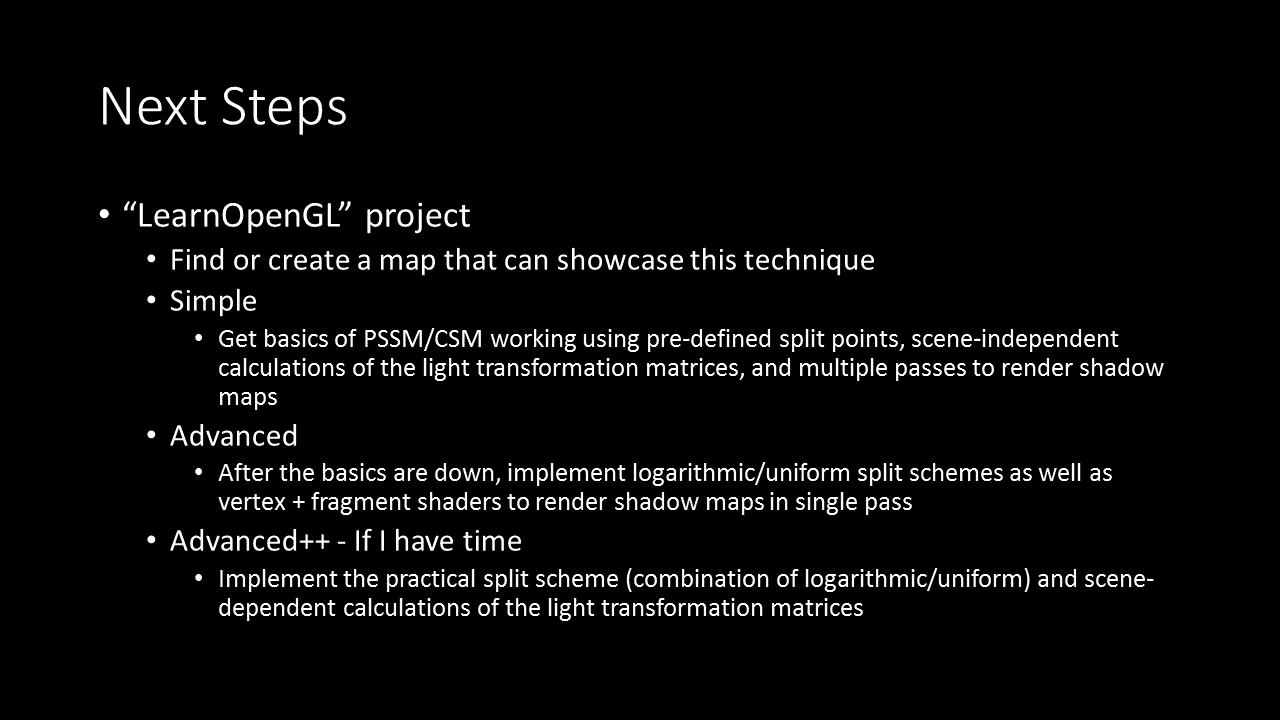 Next Steps
• “LearnOpenGL” project
• Find or create a map that can showcase this technique
• Simple
• Get basics of PSSM/CSM working using pre-defined split points, scene-independent
calculations of the light transformation matrices, and multiple passes to render shadow
maps
• Advanced
• After the basics are down, implement logarithmic/uniform split schemes as well as
vertex + fragment shaders to render shadow maps in single pass
• Advanced++ - If I have time
• Implement the practical split scheme (combination of logarithmic/uniform) and scene-
dependent calculations of the light transformation matrices